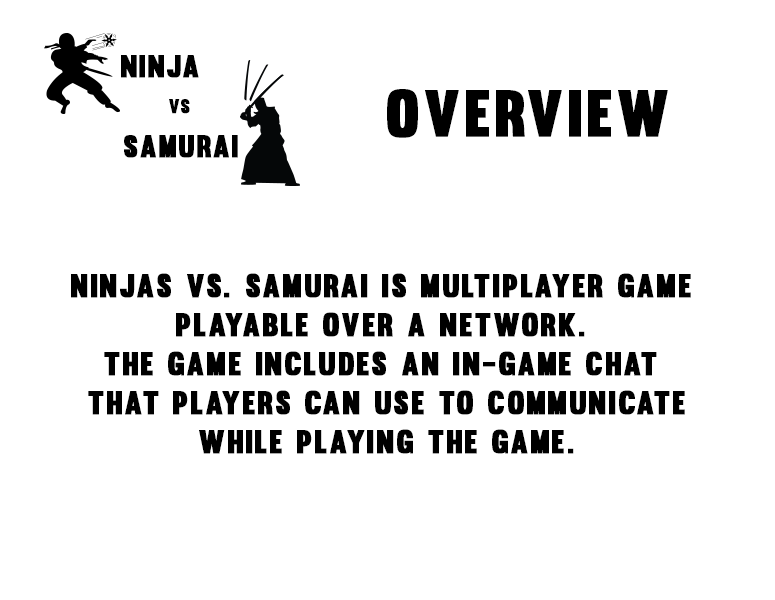 NINJA
VS
SAMURAI
OVERVIEW
NINJAS VS. SAMURAI IS MULTIPLAYER GAME
PLAYABLE OVER A NETWORK.
THE GAME INCLUDES AN IN-GAME CHAT
THAT PLAYERS CAN USE TO COMMUNICATE
WHILE PLAYING THE GAME.